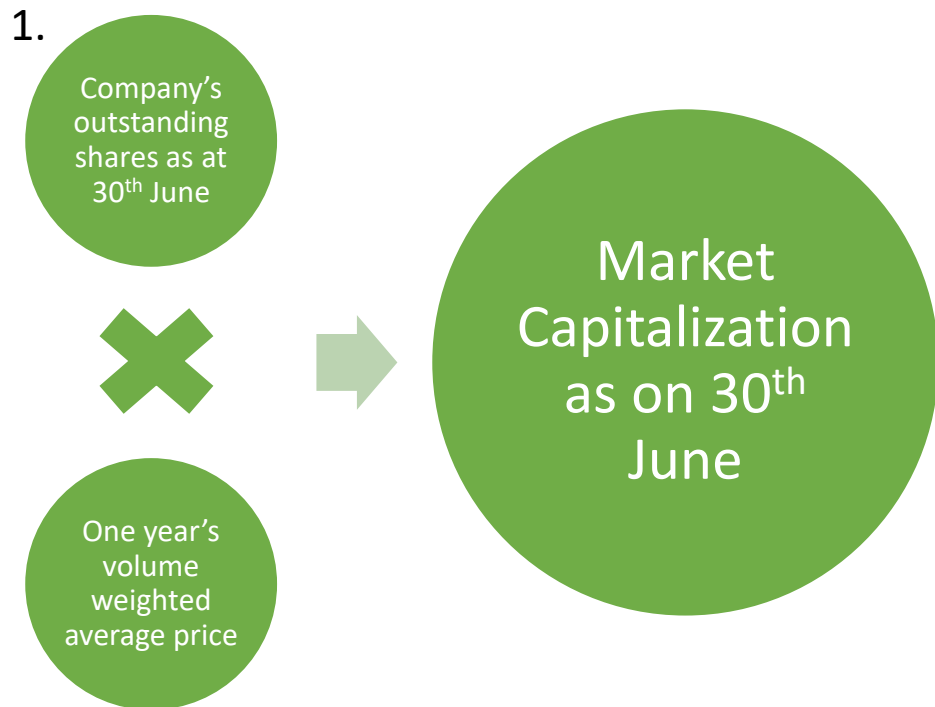 1.
Company’s
outstanding
shares as at
30th June
One year’s
volume
weighted
average price
Market
Capitalization
as on 30th
June